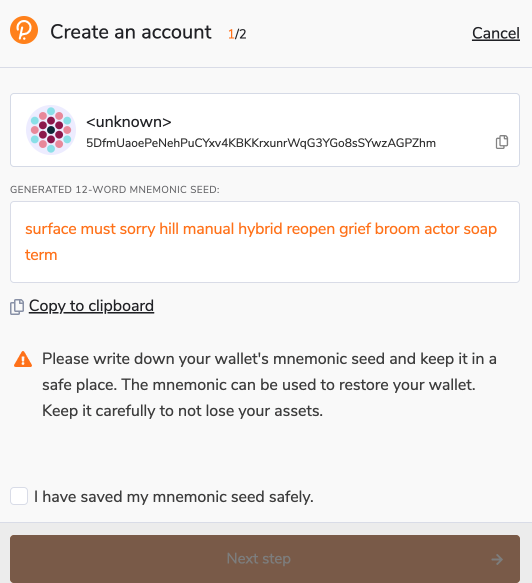 Create an account 1/2 Cancel
<unknown>
5DfmUaoePeNehPuCYxv4KBKKrxunrWqG3YGo8sSYwzAGPZhm
GENERATED 12-WORD MNEMONIC SEED:
surface must sorry hill manual hybrid reopen grief broom actor soap
term
Copy to clipboard
Please write down your wallet's mnemonic seed and keep it in a
safe place. The mnemonic can be used to restore your wallet.
Keep it carefully to not lose your assets.
I have saved my mnemonic seed safely.
Next step